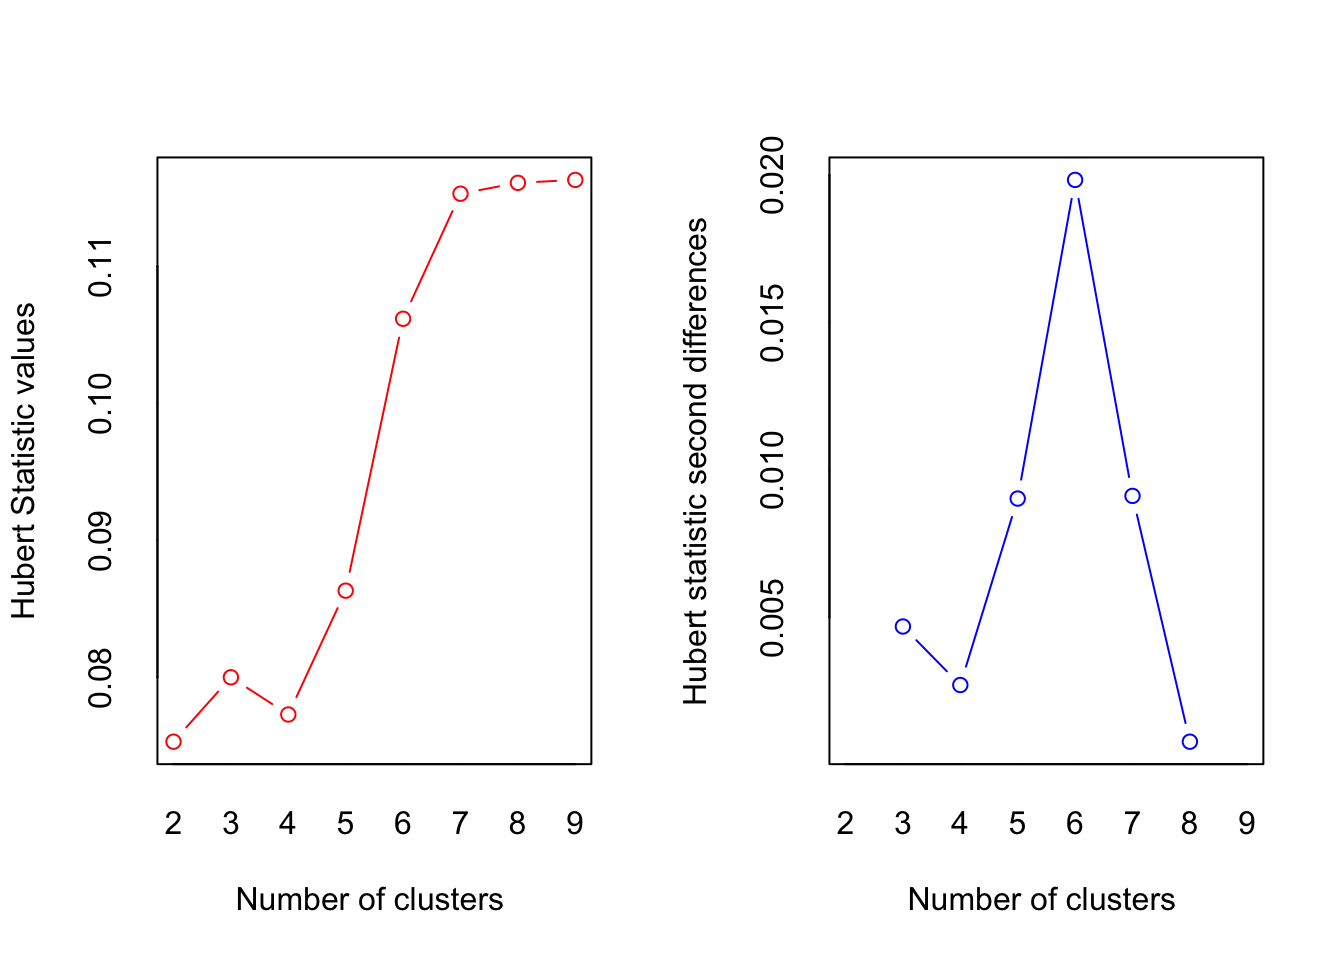 Hubert Statistic values
0.11
0.10
0.09
0.08
2 3 4 5 6 7 8 9
Number of clusters
Hubert statistic second differences
0.020
0.015
0.010
0.005
2 3 4 5 6 7 8 9
Number of clusters